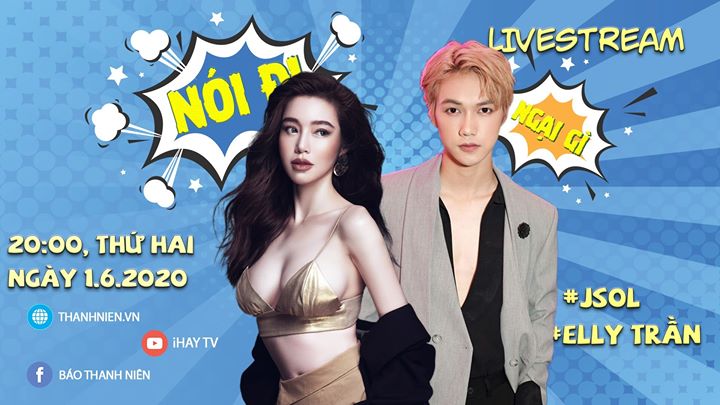 NÓI ĐI
LIVESTREAM
NGẠI GÌ
20:00, THỨ HAI
NGÀY 1.6.2020
THANHNIEN.VN
iHAY TV
BÁO THANH NIÊN
#JSOL
#ELLY TRẦN